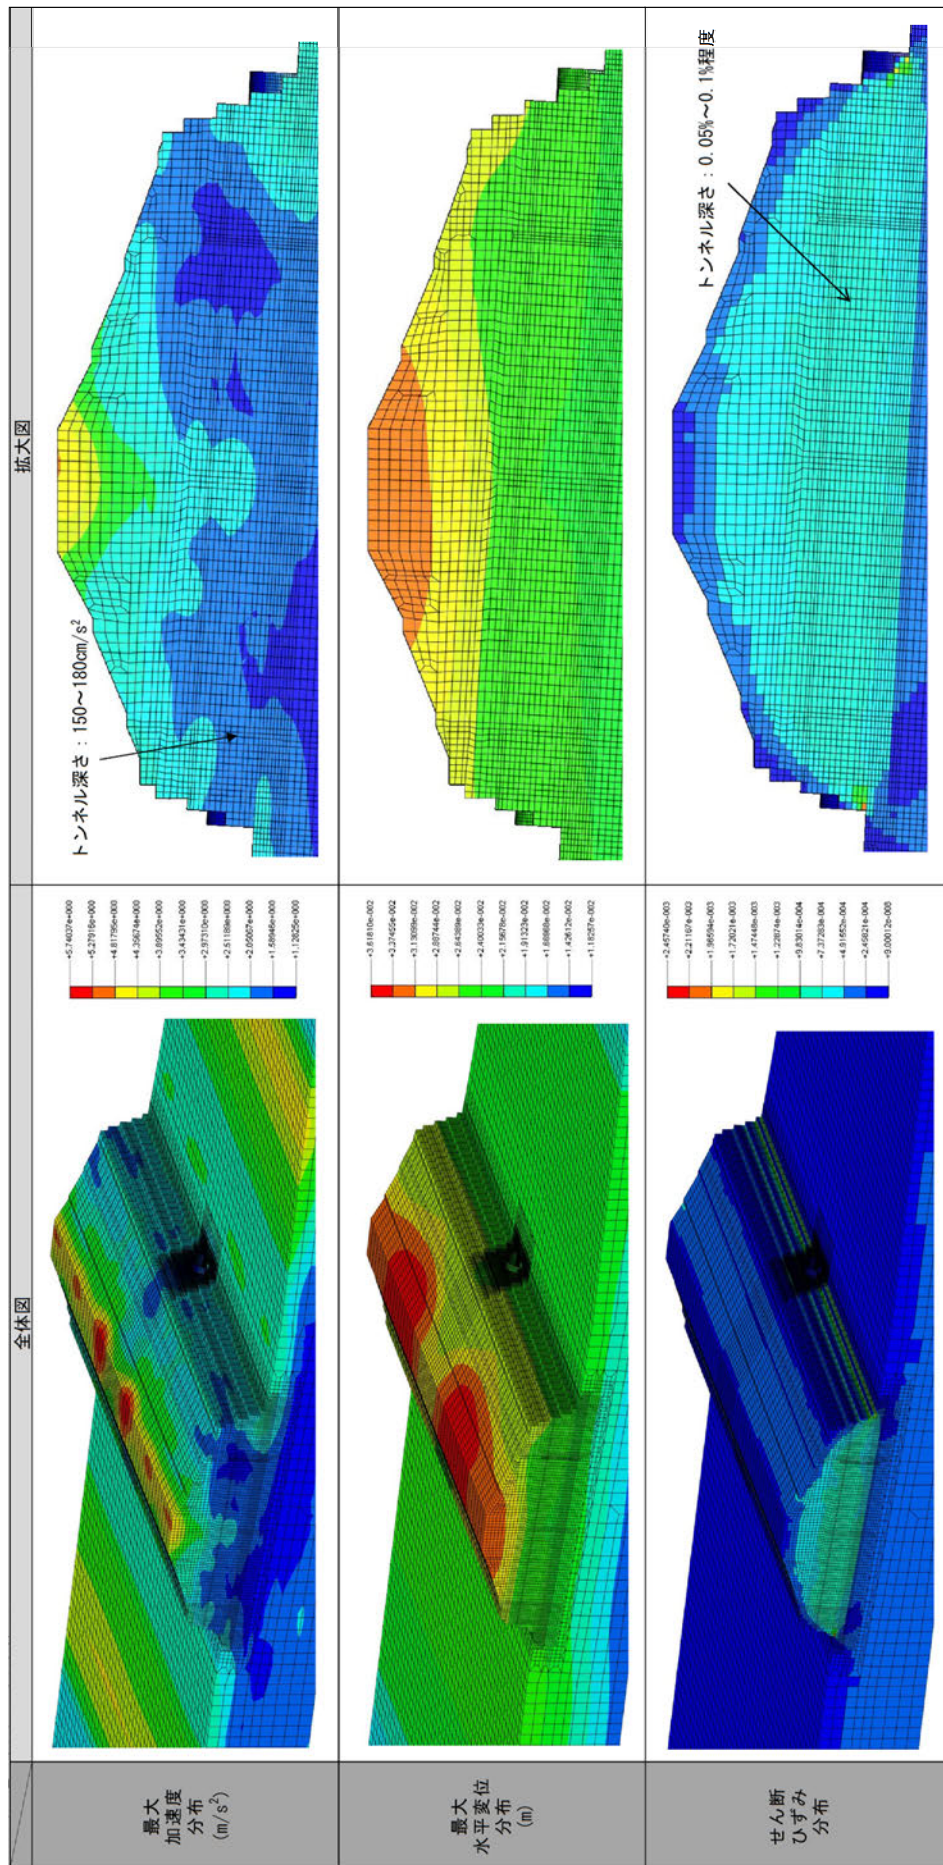 全体図
拡大図
最大
加速度
分布
(m/s²)
+5.74037e+000
+5.27916e+000
+4.81795e+000
+4.35674e+000
+3.89552e+000
+3.43431e+000
+2.97310e+000
+2.51189e+000
+2.05067e+000
+1.58946e+000
+1.12825e+000
トンネル深さ：150～180cm/s²
最大
水平変位
分布
(m)
+3.61810e-002
+3.37455e-002
+3.13099e-002
+2.88744e-002
+2.64389e-002
+2.40033e-002
+2.15678e-002
+1.91323e-002
+1.66968e-002
+1.42612e-002
+1.18257e-002
せん断
ひずみ
分布
+2.45740e-003
+2.21167e-003
+1.96594e-003
+1.72021e-003
+1.47448e-003
+1.22874e-003
+9.83014e-004
+7.37283e-004
+4.91552e-004
+2.45821e-004
+9.00012e-008
トンネル深さ：0.05%～0.1%程度